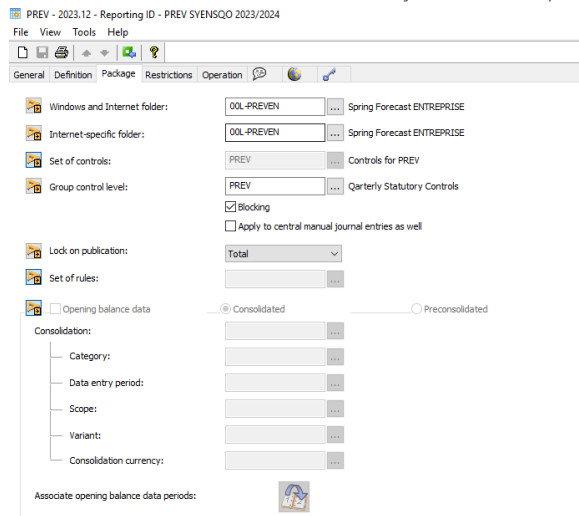 PREV - 2023.12 - Reporting ID - PREV SYENSQO 2023/2024
File View Tools Help
General Definition Package Restrictions Operation
Windows and Internet folder: 00L-PREVEN ... Spring Forecast ENTREPRISE
Internet-specific folder: 00L-PREVEN ... Spring Forecast ENTREPRISE
Set of controls: PREV ... Controls for PREV
Group control level: PREV ... Qarterly Statutory Controls
Blocking
Apply to central manual journal entries as well
Lock on publication: Total
Set of rules: ...
Opening balance data Consolidated Preconsolidated
Consolidation: ...
Category: ...
Data entry period: ...
Scope: ...
Variant: ...
Consolidation currency: ...
Associate opening balance data periods: